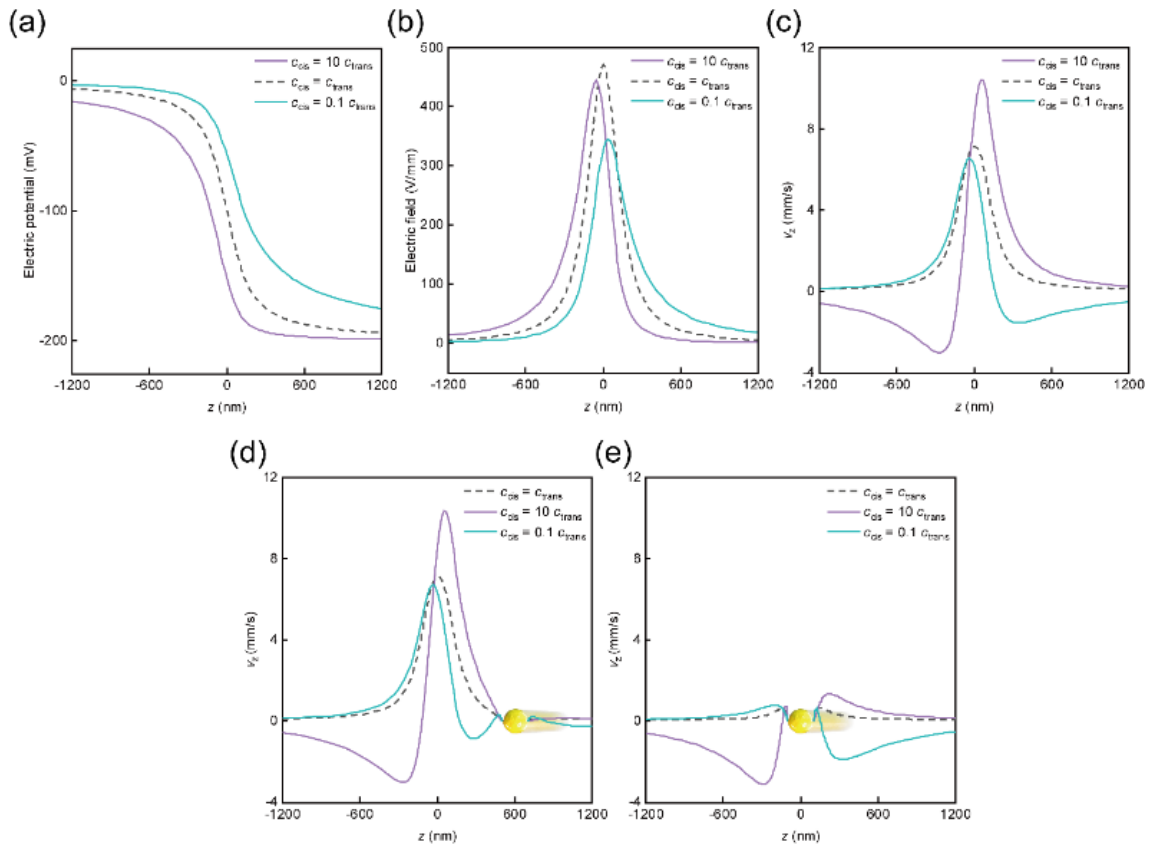 (a)
c_cis = 10 c_trans
c_cis = c_trans
c_cis = 0.1 c_trans
0
-100
-200
Electric potential (mV)
-1200 -600 0 600 1200
z (nm)
(b)
c_cis = 10 c_trans
c_cis = c_trans
c_cis = 0.1 c_trans
500
400
300
200
100
0
Electric field (V/mm)
-1200 -600 0 600 1200
z (nm)
(c)
c_cis = 10 c_trans
c_cis = c_trans
c_cis = 0.1 c_trans
12
8
4
0
-4
v_z (mm/s)
-1200 -600 0 600 1200
z (nm)
(d)
c_cis = c_trans
c_cis = 10 c_trans
c_cis = 0.1 c_trans
12
8
4
0
-4
v_z (mm/s)
-1200 -600 0 600 1200
z (nm)
(e)
c_cis = c_trans
c_cis = 10 c_trans
c_cis = 0.1 c_trans
12
8
4
0
-4
v_z (mm/s)
-1200 -600 0 600 1200
z (nm)